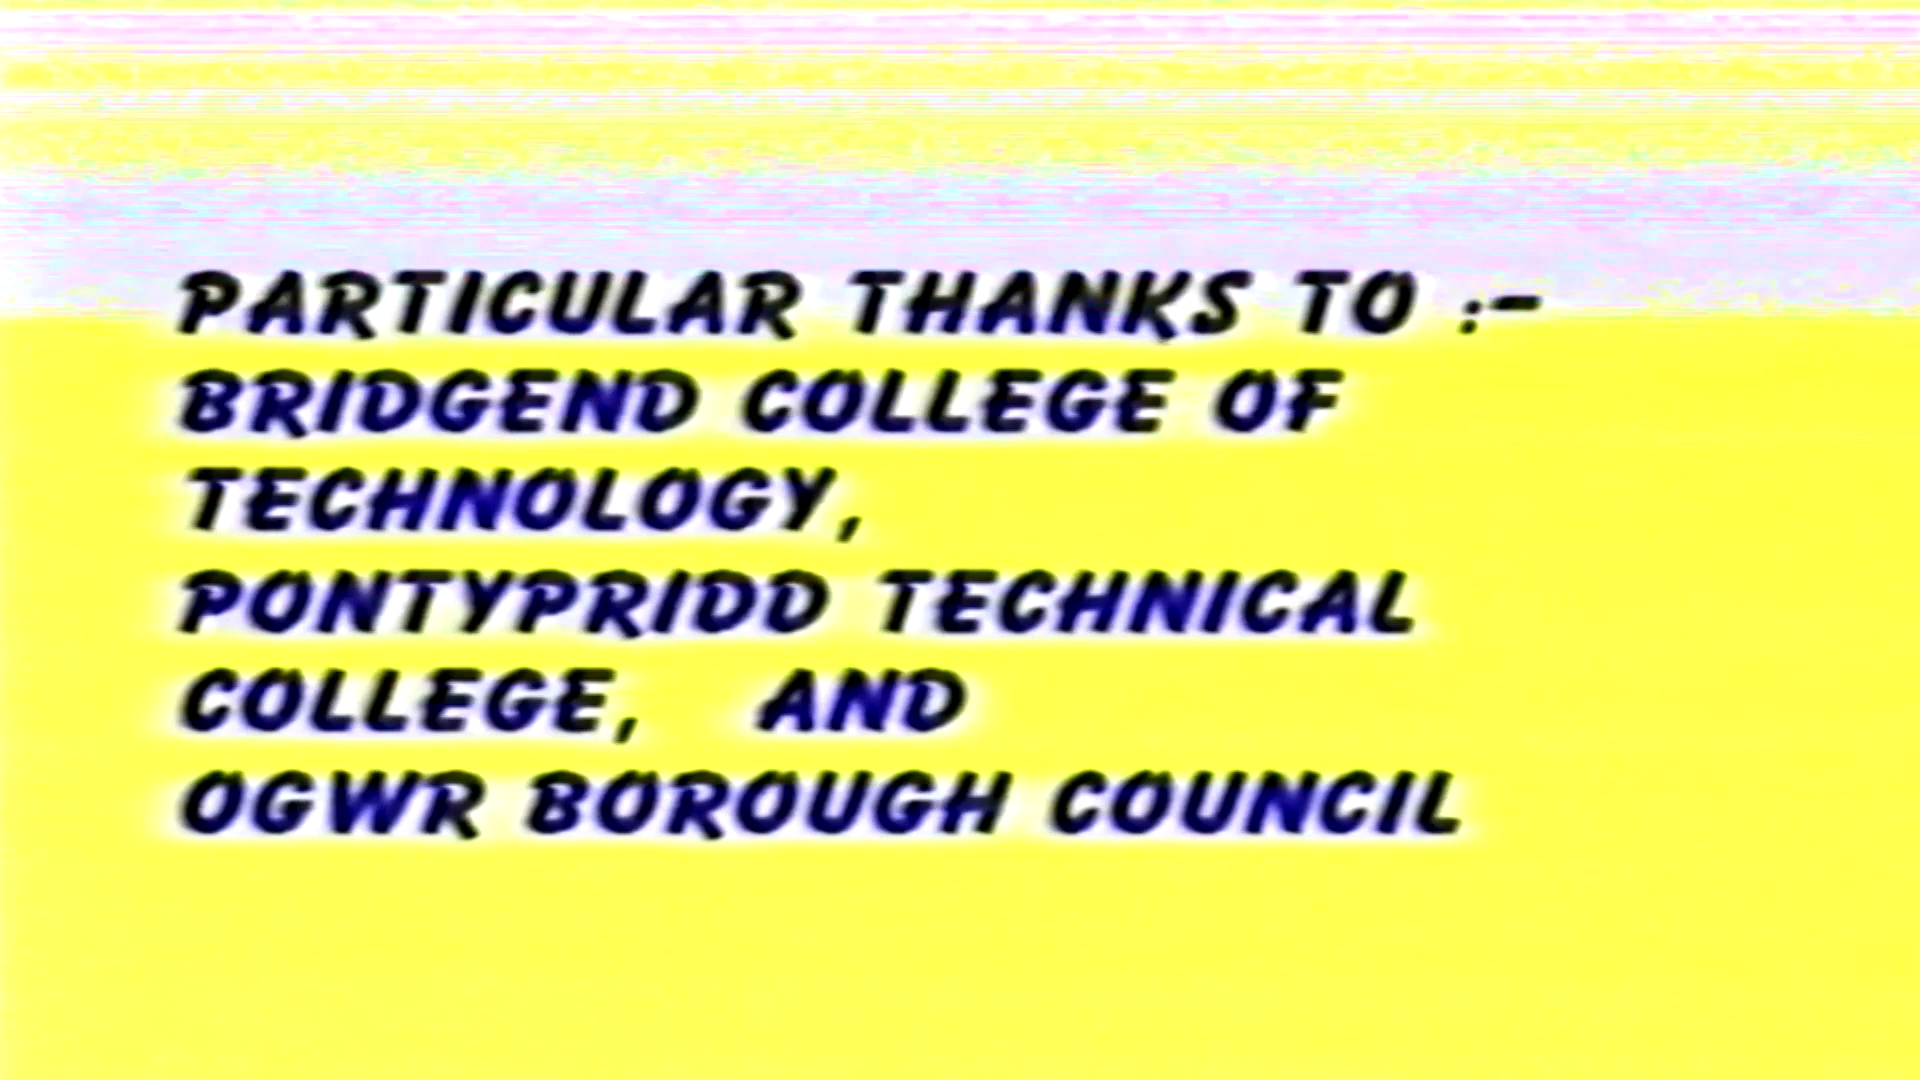 PARTICULAR THANKS TO :-
BRIDGEND COLLEGE OF
TECHNOLOGY,
PONTYPRIDD TECHNICAL
COLLEGE, AND
OGWR BOROUGH COUNCIL